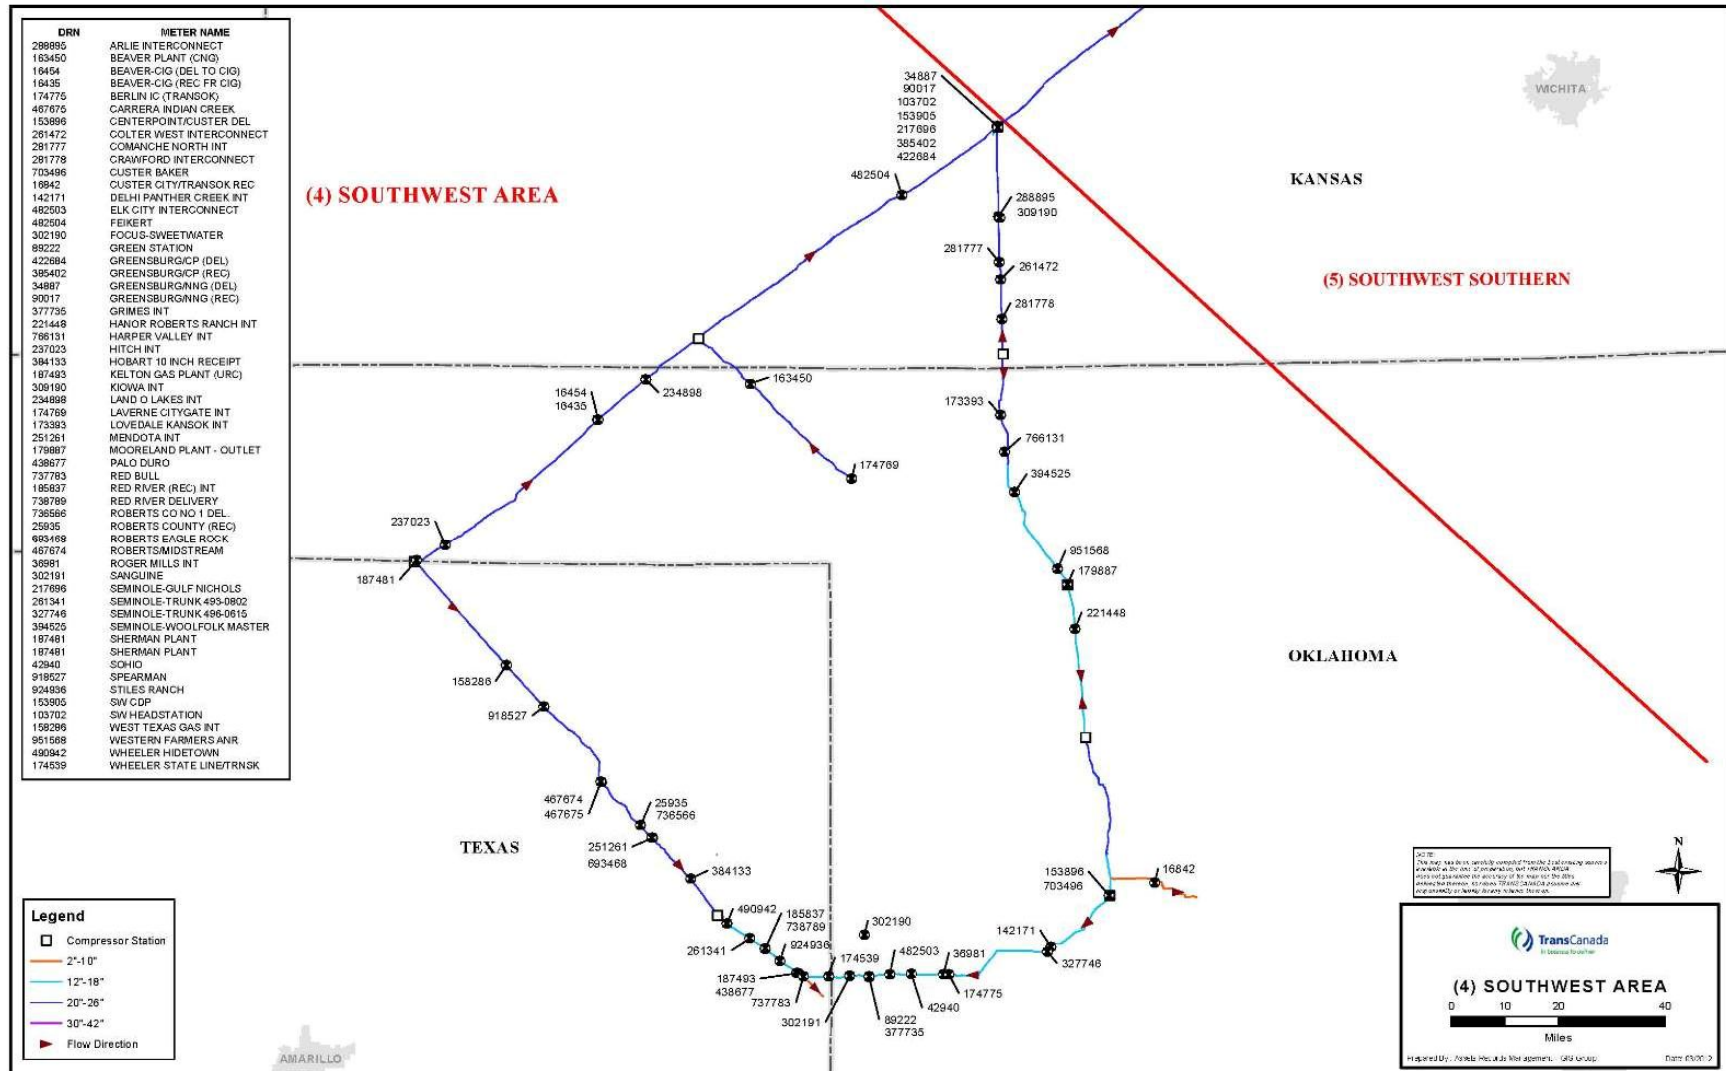 DRN METER NAME
288895 ARLIE INTERCONNECT
163450 BEAVER PLANT (CNG)
16454 BEAVER-CIG (DEL TO CIG)
16435 BEAVER-CIG (REC FR CIG)
174775 BERLIN IC (TRANSOK)
467675 CARRERA INDIAN CREEK
153896 CENTERPOINT/CUSTER DEL
261472 COLTER WEST INTERCONNECT
281777 COMANCHE NORTH INT
281778 CRAWFORD INTERCONNECT
703496 CUSTER BAKER
16842 CUSTER CITY/TRANSOK REC
142171 DELHI PANTHER CREEK INT
482503 ELK CITY INTERCONNECT
482504 FEIKERT
302190 FOCUS-SWEETWATER
89222 GREEN STATION
422684 GREENSBURG/CP (DEL)
385402 GREENSBURG/CP (REC)
34887 GREENSBURG/NNG (DEL)
90017 GREENSBURG/NNG (REC)
377735 GRIMES INT
221448 HANOR ROBERTS RANCH INT
766131 HARPER VALLEY INT
237023 HITCH INT
384133 HOBART 10 INCH RECEIPT
187493 KELTON GAS PLANT (URC)
309190 KIOWA INT
234898 LAND O LAKES INT
174769 LAVERNE CITYGATE INT
173393 LOVEDALE KANSOK INT
251261 MENDOTA INT
179887 MOORELAND PLANT - OUTLET
438677 PALO DURO
737783 RED BULL
185837 RED RIVER (REC) INT
738789 RED RIVER DELIVERY
736566 ROBERTS CO NO 1 DEL.
25935 ROBERTS COUNTY (REC)
693468 ROBERTS EAGLE ROCK
467674 ROBERTS/MIDSTREAM
36981 ROGER MILLS INT
302191 SANGUINE
217696 SEMINOLE-GULF NICHOLS
261341 SEMINOLE-TRUNK 493-0802
327746 SEMINOLE-TRUNK 496-0615
394525 SEMINOLE-WOOLFOLK MASTER
187481 SHERMAN PLANT
187481 SHERMAN PLANT
42940 SOHIO
918527 SPEARMAN
924936 STILES RANCH
153905 SW CDP
103702 SW HEADSTATION
158286 WEST TEXAS GAS INT
951568 WESTERN FARMERS ANR
490942 WHEELER HIDETOWN
174539 WHEELER STATE LINE/TRNSK
34887
90017
103702
153905
217696
385402
422684
WICHITA
KANSAS
482504
(4) SOUTHWEST AREA
288895
309190
281777
261472
(5) SOUTHWEST SOUTHERN
281778
163450
234898
16454
16435
173393
766131
174769
394525
237023
187481
951568
179887
221448
OKLAHOMA
158286
918527
467674
467675
25935
736566
TEXAS
251261
693468
384133
153896
703496
16842
490942
185837
738789
302190
142171
261341
924936
174539
482503
36981
327746
187493
438677
737783
174775
42940
302191
89222
377735
AMARILLO
Legend
Compressor Station
2"-10"
12"-18"
20"-26"
30"-42"
Flow Direction
N
TransCanada
In business to deliver
(4) SOUTHWEST AREA
0 10 20 40
Miles
Prepared By: Assets Records Management - GIS Group Date: 03/2012